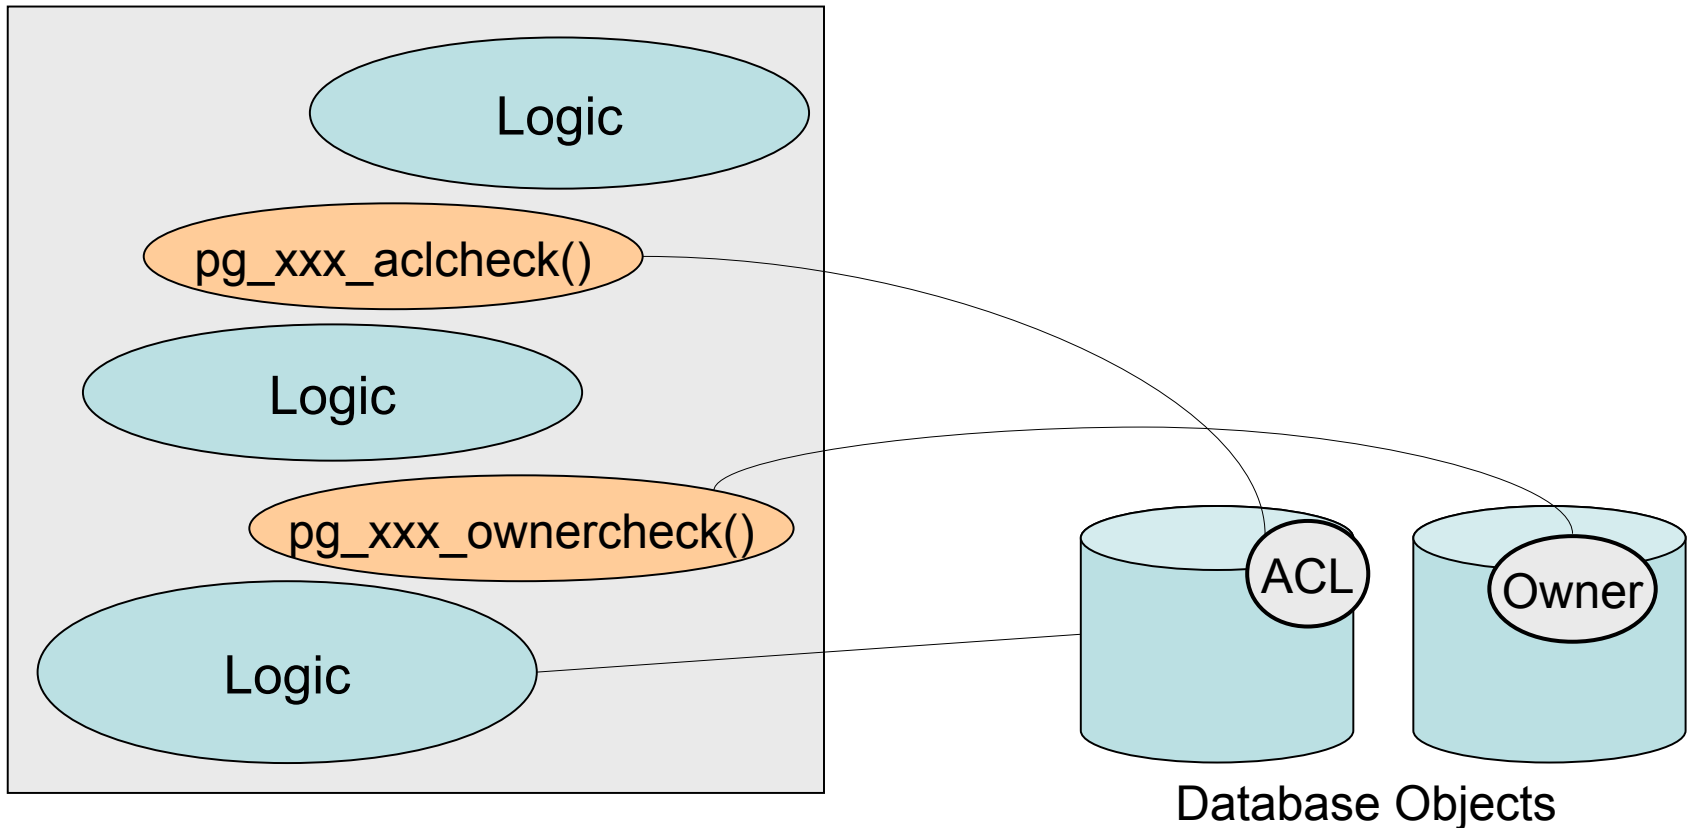 Logic
pg_xxx_aclcheck()
Logic
pg_xxx_ownercheck()
Logic
ACL
Owner
Database Objects